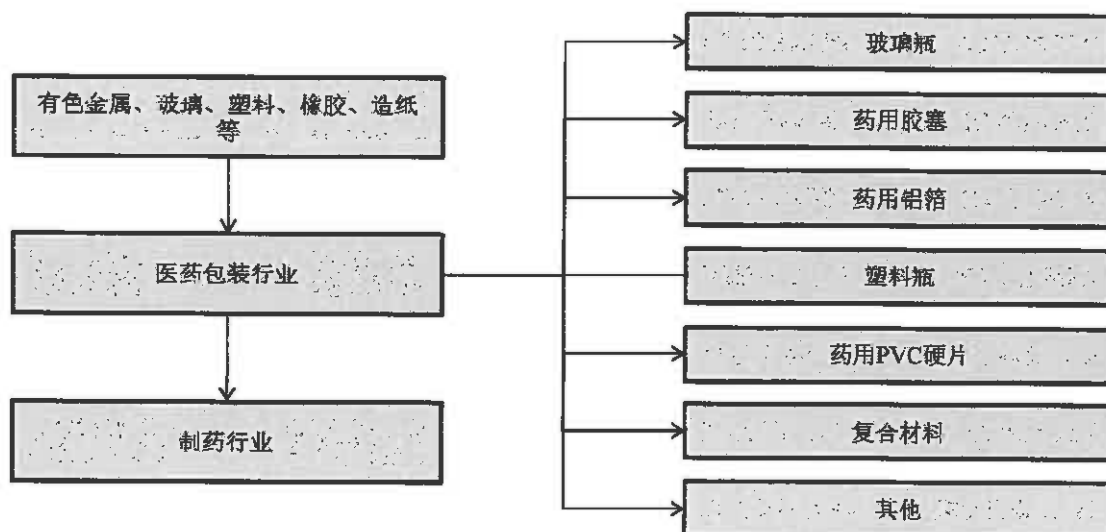 有色金属、玻璃、塑料、橡胶、造纸
等
医药包装行业
制药行业
玻璃瓶
药用胶塞
药用铝箔
塑料瓶
药用PVC硬片
复合材料
其他